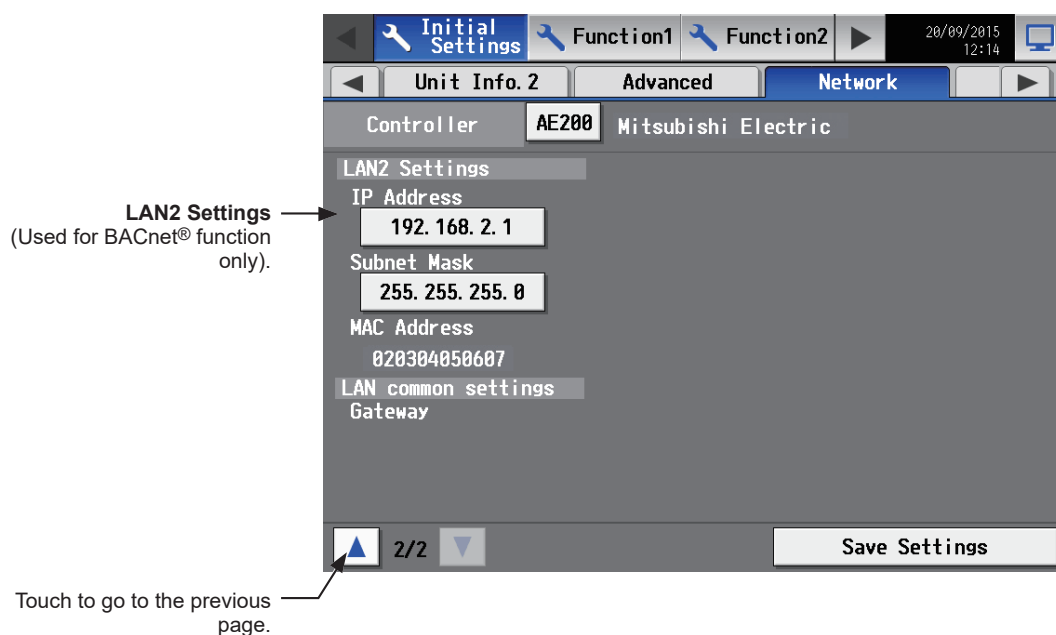 Initial
Settings
Function1
Function2
20/09/2015
12:14
Unit Info. 2
Advanced
Network
Controller
AE200
Mitsubishi Electric
LAN2 Settings
IP Address
192. 168. 2. 1
Subnet Mask
255. 255. 255. 0
MAC Address
020304050607
LAN common settings
Gateway
LAN2 Settings
(Used for BACnet® function
only).
2/2
Save Settings
Touch to go to the previous
page.